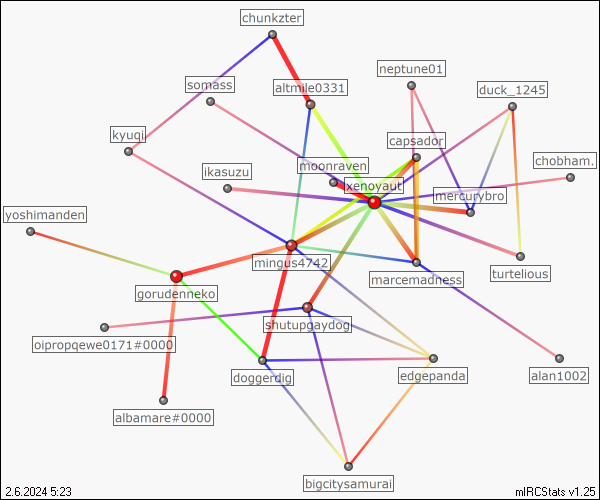 chunkzter
neptune01
somass
altmile0331
duck_1245
kyuqi
capsador
moonraven
chobham.
ikasuzu
xenoyaut
mercurybro
yoshimanden
mingus4742
gorudenneko
marcemadness
turtelious
shutupgaydog
oipropqewe0171#0000
doggerdig
edgepanda
alan1002
albamare#0000
bigcitysamurai
2.6.2024 5:23
mIRCStats v1.25